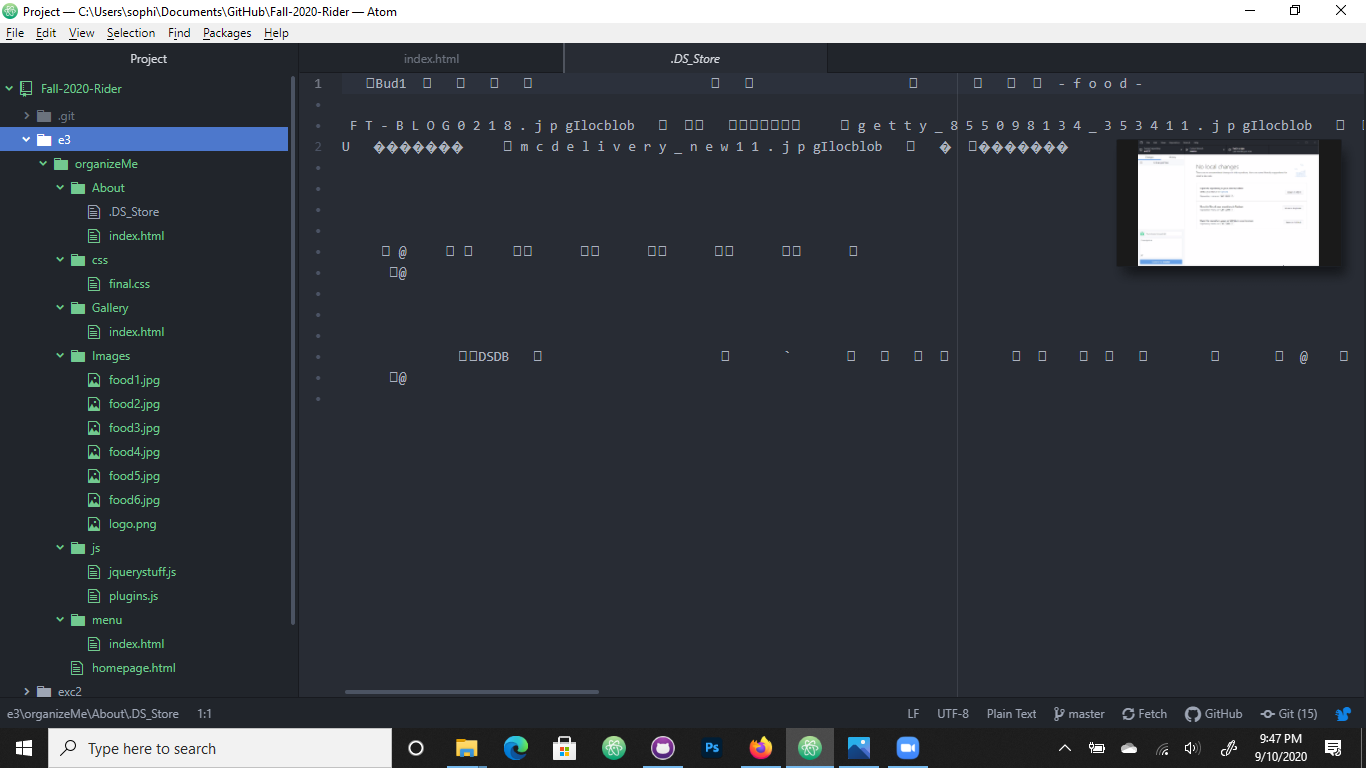 Project — C:\Users\sophi\Documents\GitHub\Fall-2020-Rider — Atom
File Edit View Selection Find Packages Help
Project
index.html
.DS_Store
Fall-2020-Rider
.git
e3
organizeMe
About
.DS_Store
index.html
css
final.css
Gallery
index.html
Images
food1.jpg
food2.jpg
food3.jpg
food4.jpg
food5.jpg
food6.jpg
logo.png
js
jquerystuff.js
plugins.js
menu
index.html
homepage.html
exc2
1 Bud1 - f o o d -
F T - B L O G 0 2 1 8 . j p gIlocblob g e t t y _ 8 5 5 0 9 8 1 3 4 _ 3 5 3 4 1 1 . j p gIlocblob
2 U ������� m c d e l i v e r y _ n e w 1 1 . j p gIlocblob � �������
@
@
DSDB ` @
@
No local changes
e3\organizeMe\About\.DS_Store 1:1
LF UTF-8 Plain Text master Fetch GitHub Git (15)
Type here to search
Ps
9:47 PM
9/10/2020